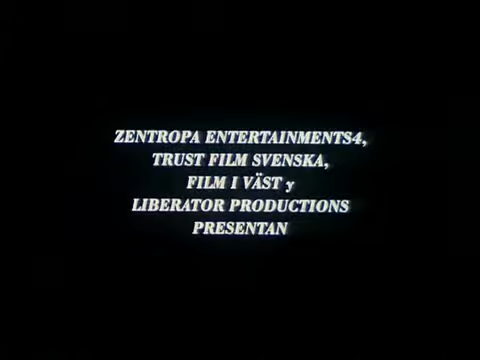 ZENTROPA ENTERTAINMENTS4,
TRUST FILM SVENSKA,
FILM I VÄST y
LIBERATOR PRODUCTIONS
PRESENTAN